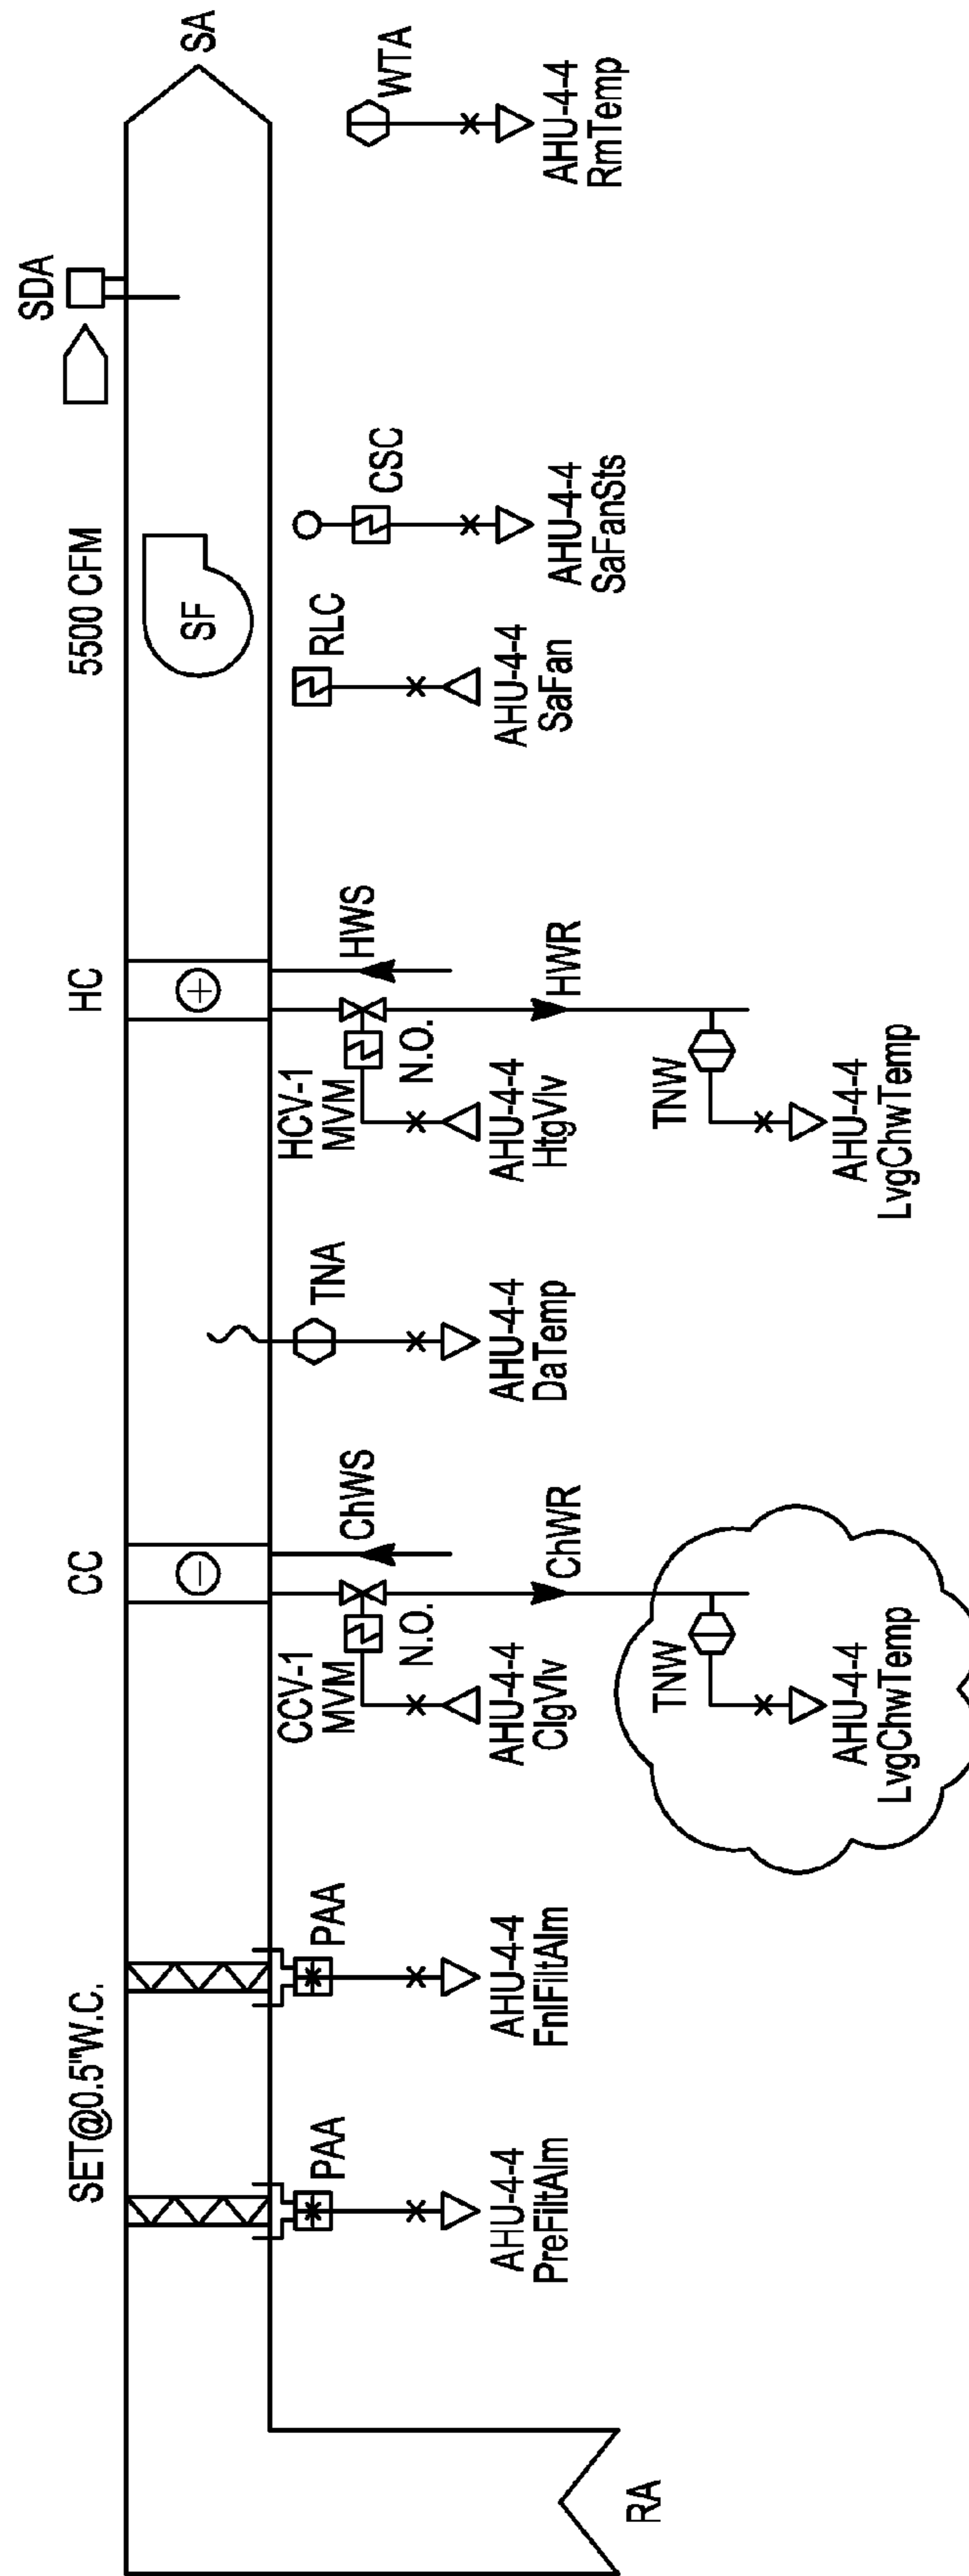 SET@0.5"W.C.
CC
HC
5500 CFM
SDA
SF
SA
RA
PAA
AHU-4-4
PreFiltAlm
PAA
AHU-4-4
FnlFiltAlm
CCV-1
MVM
N.O.
ChWS
AHU-4-4
ClgVlv
ChWR
TNW
AHU-4-4
LvgChwTemp
TNA
AHU-4-4
DaTemp
HCV-1
MVM
N.O.
HWS
AHU-4-4
HtgVlv
HWR
TNW
AHU-4-4
LvgChwTemp
RLC
AHU-4-4
SaFan
CSC
AHU-4-4
SaFanSts
WTA
AHU-4-4
RmTemp